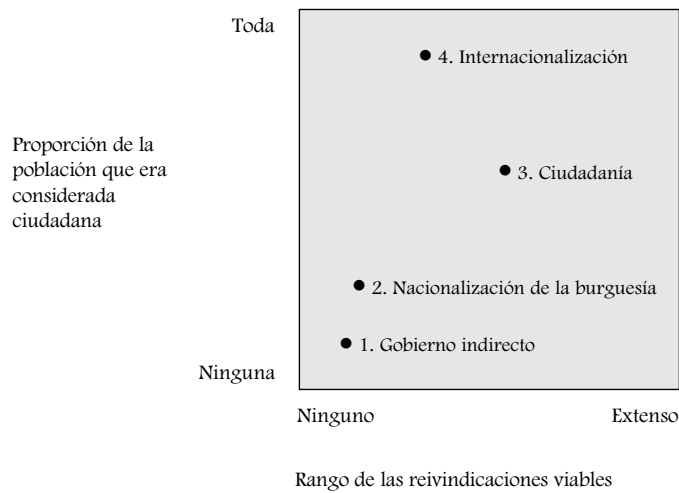 Toda
4. Internacionalización
Proporción de la
población que era
considerada
ciudadana
3. Ciudadanía
2. Nacionalización de la burguesía
1. Gobierno indirecto
Ninguna
Ninguno
Extenso
Rango de las reivindicaciones viables